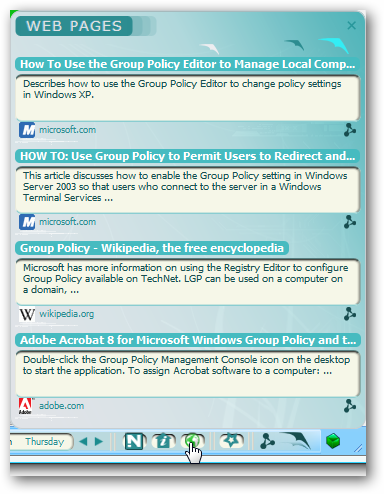 WEB PAGES
How To Use the Group Policy Editor to Manage Local Comp...
Describes how to use the Group Policy Editor to change policy settings
in Windows XP.
microsoft.com
HOW TO: Use Group Policy to Permit Users to Redirect and...
This article discusses how to enable the Group Policy setting in Windows
Server 2003 so that users who connect to the server in a Windows
Terminal Services ...
microsoft.com
Group Policy - Wikipedia, the free encyclopedia
Microsoft has more information on using the Registry Editor to configure
Group Policy available on TechNet. LGP can be used on a computer on
a domain, ...
W wikipedia.org
Adobe Acrobat 8 for Microsoft Windows Group Policy and t...
Double-click the Group Policy Management Console icon on the desktop
to start the application. To assign Acrobat software to a computer: ...
Adobe adobe.com
Thursday N i